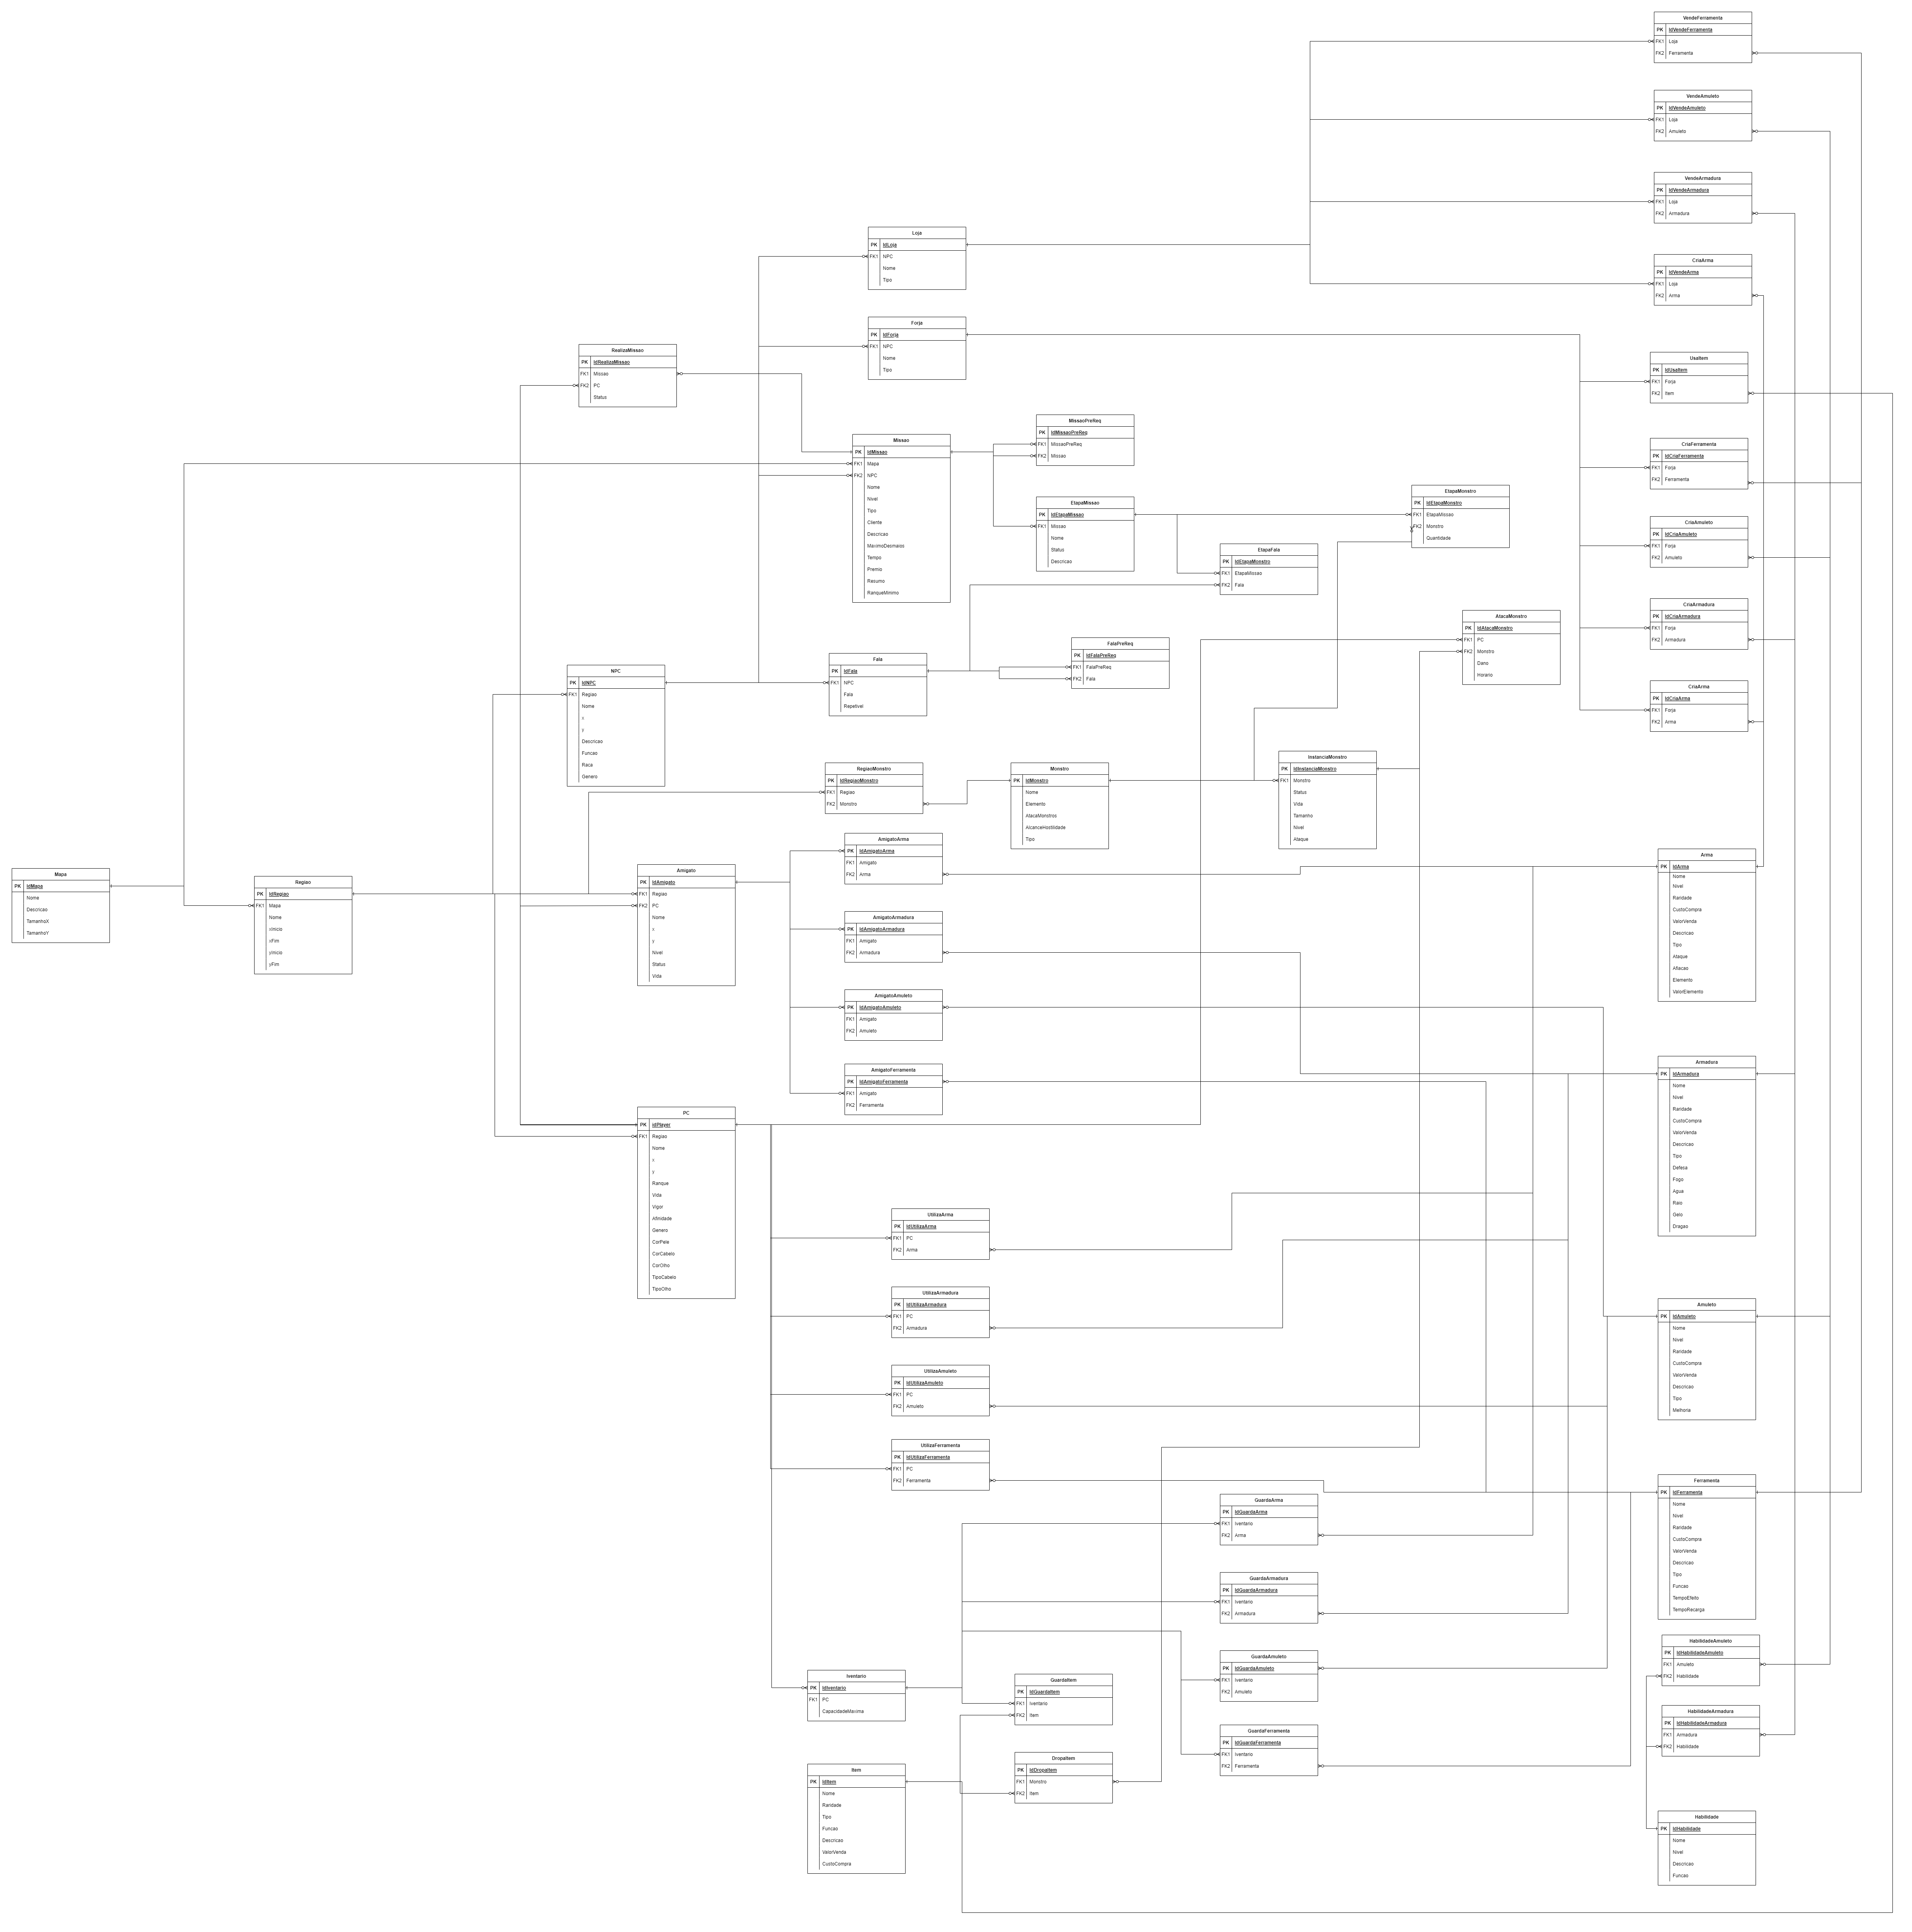 Mapa
PK IdMapa
Nome
Descricao
TamanhoX
TamanhoY
Regiao
PK IdRegiao
FK1 Mapa
Nome
xInicio
xFim
yInicio
yFim
RealizaMissao
PK IdRealizaMissao
FK1 Missao
FK2 PC
Status
NPC
PK IdNPC
FK1 Regiao
Nome
x
y
Descricao
Funcao
Raca
Genero
Amigato
PK IdAmigato
FK1 Regiao
FK2 PC
Nome
x
y
Nivel
Status
Vida
PC
PK idPlayer
FK1 Regiao
Nome
x
y
Ranque
Vida
Vigor
Afinidade
Genero
CorPele
CorCabelo
CorOlho
TipoCabelo
TipoOlho
Loja
PK IdLoja
FK1 NPC
Nome
Tipo
Forja
PK IdForja
FK1 NPC
Nome
Tipo
Missao
PK IdMissao
FK1 Mapa
FK2 NPC
Nome
Nivel
Tipo
Cliente
Descricao
MaximoDesmaios
Tempo
Premio
Resumo
RanqueMinimo
Fala
PK IdFala
FK1 NPC
Fala
Repetivel
RegiaoMonstro
PK IdRegiaoMonstro
FK1 Regiao
FK2 Monstro
AmigatoArma
PK IdAmigatoArma
FK1 Amigato
FK2 Arma
AmigatoArmadura
PK IdAmigatoArmadura
FK1 Amigato
FK2 Armadura
AmigatoAmuleto
PK IdAmigatoAmuleto
FK1 Amigato
FK2 Amuleto
AmigatoFerramenta
PK IdAmigatoFerramenta
FK1 Amigato
FK2 Ferramenta
UtilizaArma
PK IdUtilizaArma
FK1 PC
FK2 Arma
UtilizaArmadura
PK IdUtilizaArmadura
FK1 PC
FK2 Armadura
UtilizaAmuleto
PK IdUtilizaAmuleto
FK1 PC
FK2 Amuleto
UtilizaFerramenta
PK IdUtilizaFerramenta
FK1 PC
FK2 Ferramenta
Iventario
PK IdIventario
FK1 PC
CapacidadeMaxima
Item
PK IdItem
Nome
Raridade
Tipo
Funcao
Descricao
ValorVenda
CustoCompra
MissaoPreReq
PK IdMissaoPreReq
FK1 MissaoPreReq
FK2 Missao
EtapaMissao
PK IdEtapaMissao
FK1 Missao
Nome
Status
Descricao
FalaPreReq
PK IdFalaPreReq
FK1 FalaPreReq
FK2 Fala
Monstro
PK IdMonstro
Nome
Elemento
AtacaMonstros
AlcanceHostilidade
Tipo
GuardaItem
PK IdGuardaItem
FK1 Iventario
FK2 Item
DropaItem
PK IdDropaItem
FK1 Monstro
FK2 Item
EtapaFala
PK IdEtapaMonstro
FK1 EtapaMissao
FK2 Fala
InstanciaMonstro
PK IdInstanciaMonstro
FK1 Monstro
Status
Vida
Tamanho
Nivel
Ataque
GuardaArma
PK IdGuardaArma
FK1 Iventario
FK2 Arma
GuardaArmadura
PK IdGuardaArmadura
FK1 Iventario
FK2 Armadura
GuardaAmuleto
PK IdGuardaAmuleto
FK1 Iventario
FK2 Amuleto
GuardaFerramenta
PK IdGuardaFerramenta
FK1 Iventario
FK2 Ferramenta
EtapaMonstro
PK IdEtapaMonstro
FK1 EtapaMissao
FK2 Monstro
Quantidade
AtacaMonstro
PK IdAtacaMonstro
FK1 PC
FK2 Monstro
Dano
Horario
VendeFerramenta
PK IdVendeFerramenta
FK1 Loja
FK2 Ferramenta
VendeAmuleto
PK IdVendeAmuleto
FK1 Loja
FK2 Amuleto
VendeArmadura
PK IdVendeArmadura
FK1 Loja
FK2 Armadura
CriaArma
PK IdVendeArma
FK1 Loja
FK2 Arma
UsaItem
PK IdUsaItem
FK1 Forja
FK2 Item
CriaFerramenta
PK IdCriaFerramenta
FK1 Forja
FK2 Ferramenta
CriaAmuleto
PK IdCriaAmuleto
FK1 Forja
FK2 Amuleto
CriaArmadura
PK IdCriaArmadura
FK1 Forja
FK2 Armadura
CriaArma
PK IdCriaArma
FK1 Forja
FK2 Arma
Arma
PK IdArma
Nome
Nivel
Raridade
CustoCompra
ValorVenda
Descricao
Tipo
Ataque
Afiacao
Elemento
ValorElemento
Armadura
PK IdArmadura
Nome
Nivel
Raridade
CustoCompra
ValorVenda
Descricao
Tipo
Defesa
Fogo
Agua
Raio
Gelo
Dragao
Amuleto
PK IdAmuleto
Nome
Nivel
Raridade
CustoCompra
ValorVenda
Descricao
Tipo
Melhoria
Ferramenta
PK IdFerramenta
Nome
Nivel
Raridade
CustoCompra
ValorVenda
Descricao
Tipo
Funcao
TempoEfeito
TempoRecarga
HabilidadeAmuleto
PK IdHabilidadeAmuleto
FK1 Amuleto
FK2 Habilidade
HabilidadeArmadura
PK IdHabilidadeArmadura
FK1 Armadura
FK2 Habilidade
Habilidade
PK IdHabilidade
Nome
Nivel
Descricao
Funcao